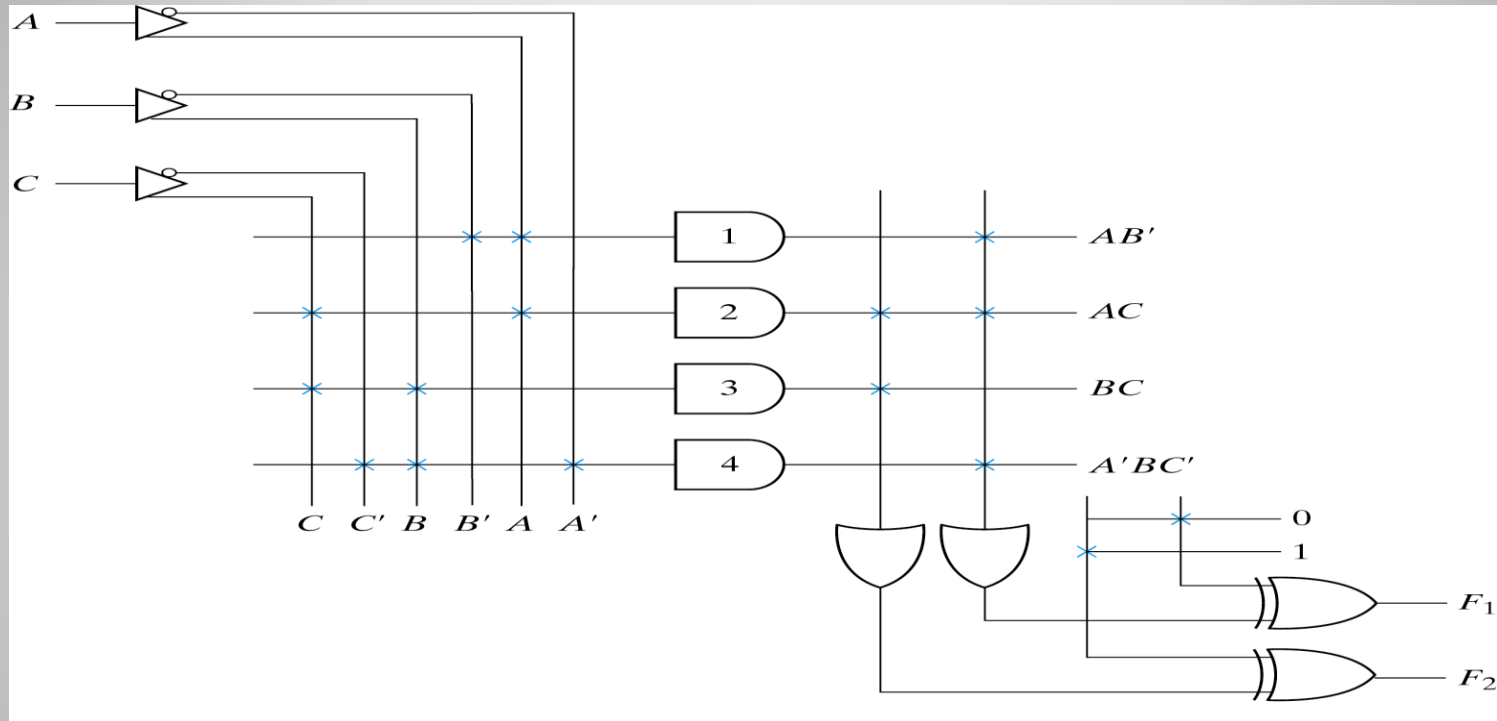 A
B
C
1 AB′
2 AC
3 BC
4 A′BC′
C C′ B B′ A A′
0
1
F₁
F₂